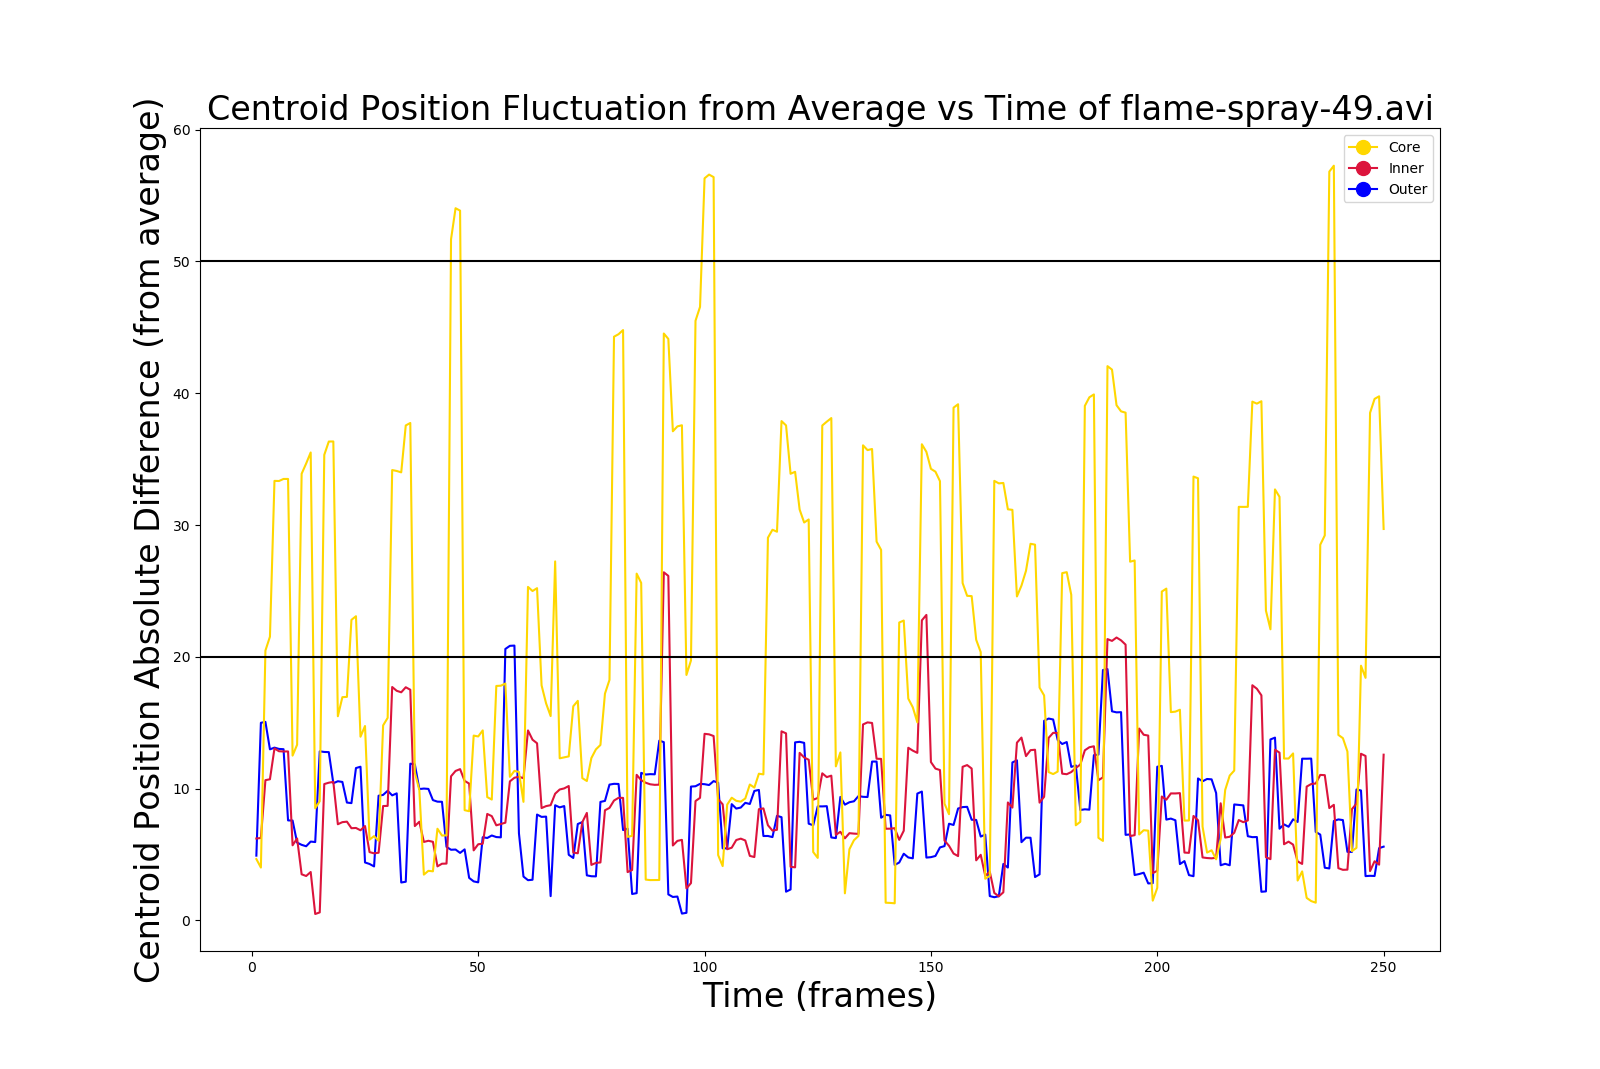 Centroid Position Fluctuation from Average vs Time of flame-spray-49.avi
Centroid Position Absolute Difference (from average)
60
50
40
30
20
10
0
Core
Inner
Outer
0 50 100 150 200 250
Time (frames)